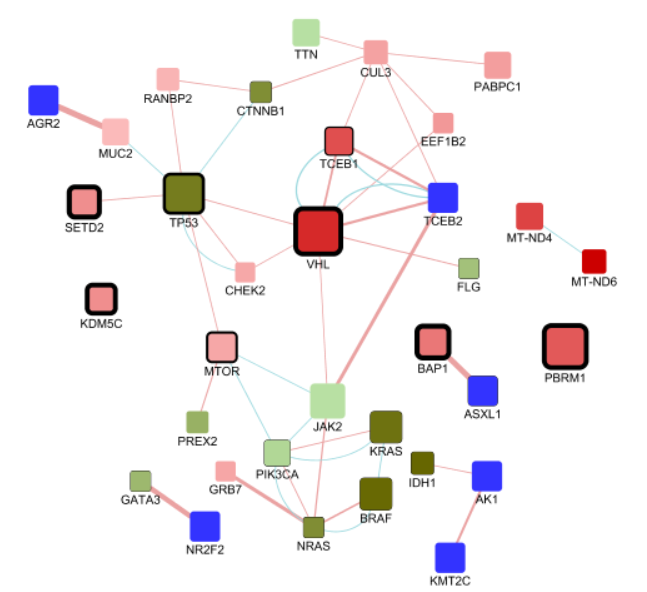 TTN
CUL3
PABPC1
RANBP2
CTNNB1
AGR2
MUC2
EEF1B2
TCEB1
SETD2
TP53
TCEB2
VHL
MT-ND4
MT-ND6
CHEK2
FLG
KDM5C
MTOR
BAP1
PBRM1
ASXL1
JAK2
PREX2
KRAS
PIK3CA
GRB7
IDH1
GATA3
AK1
BRAF
NR2F2
NRAS
KMT2C